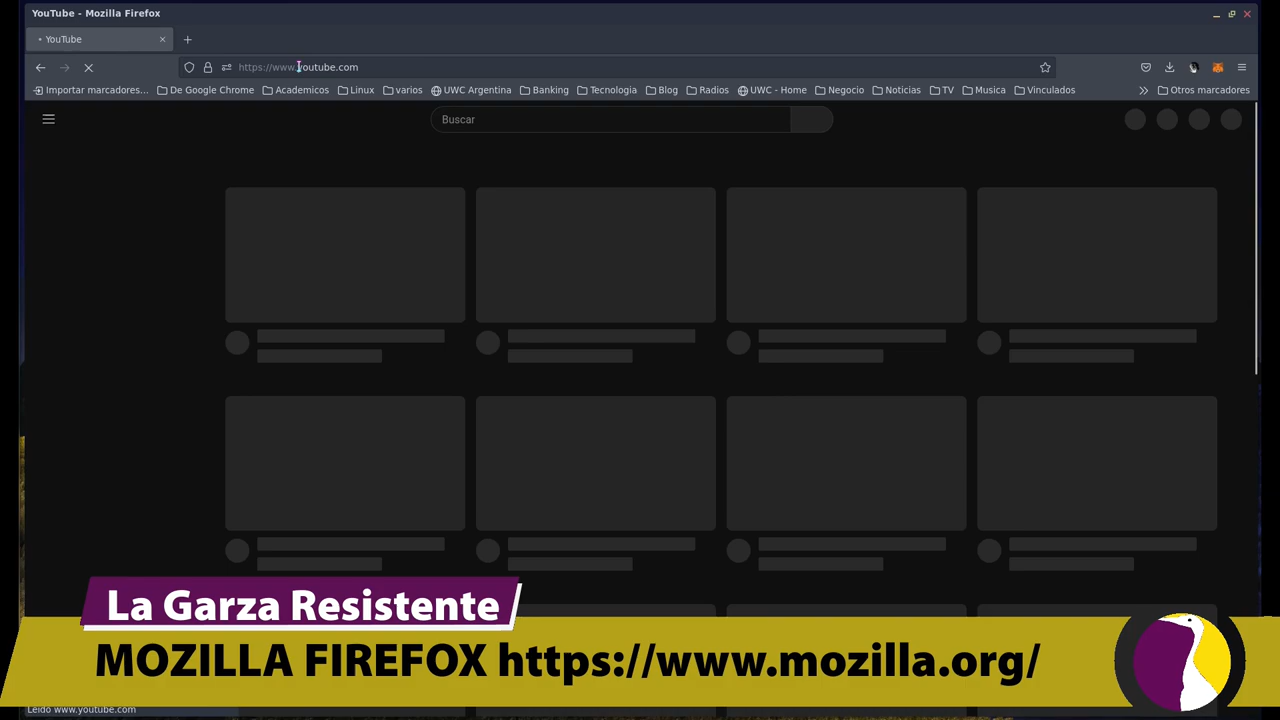 YouTube - Mozilla Firefox
YouTube
https://www.youtube.com
Importar marcadores... De Google Chrome Academicos Linux varios UWC Argentina Banking Tecnologia Blog Radios UWC - Home Negocio Noticias TV Musica Vinculados Otros marcadores
Buscar
La Garza Resistente
MOZILLA FIREFOX https://www.mozilla.org/
Leído www.youtube.com